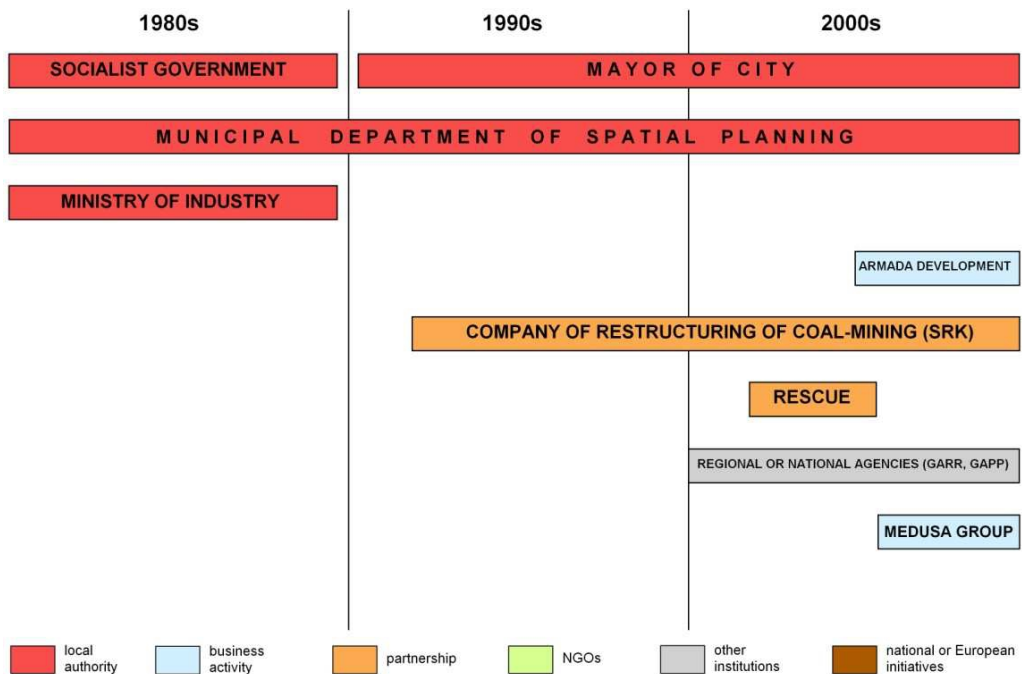 1980s
1990s
2000s
SOCIALIST GOVERNMENT
MAYOR OF CITY
MUNICIPAL DEPARTMENT OF SPATIAL PLANNING
MINISTRY OF INDUSTRY
ARMADA DEVELOPMENT
COMPANY OF RESTRUCTURING OF COAL-MINING (SRK)
RESCUE
REGIONAL OR NATIONAL AGENCIES (GARR, GAPP)
MEDUSA GROUP
local
authority
business
activity
partnership
NGOs
other
institutions
national or European
initiatives